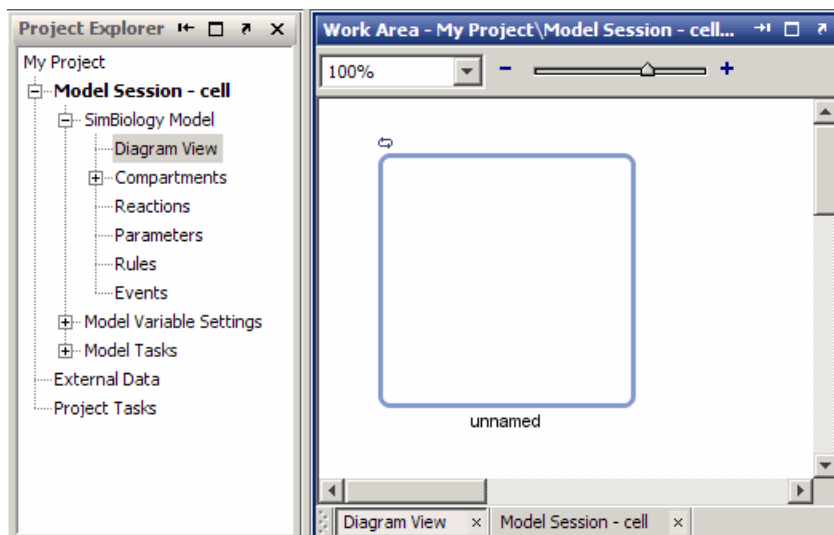 Project Explorer
My Project
Model Session - cell
SimBiology Model
Diagram View
Compartments
Reactions
Parameters
Rules
Events
Model Variable Settings
Model Tasks
External Data
Project Tasks
Work Area - My Project\Model Session - cell...
100%
unnamed
Diagram View
Model Session - cell